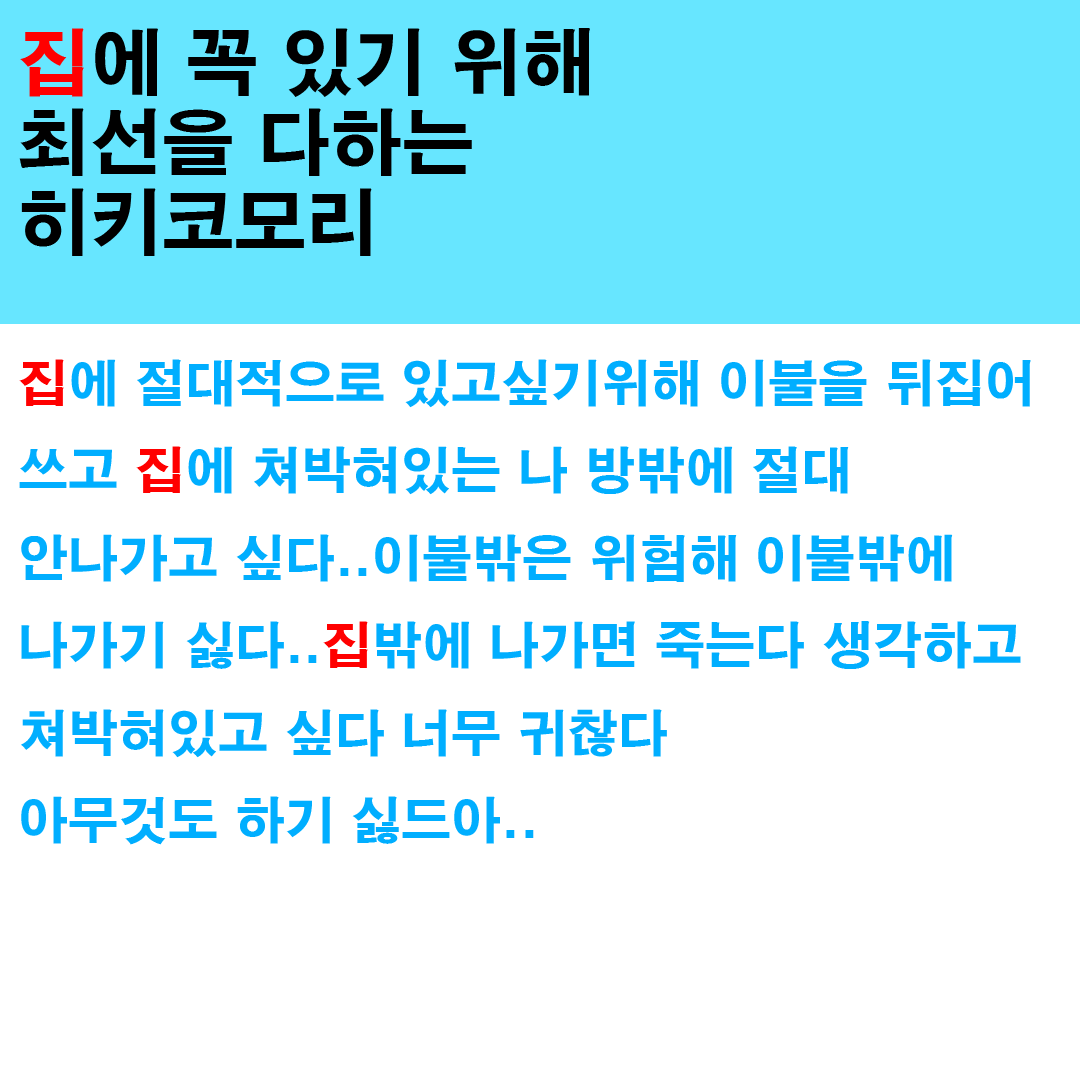 집에 꼭 있기 위해
최선을 다하는
히키코모리
집에 절대적으로 있고싶기위해 이불을 뒤집어
쓰고 집에 쳐박혀있는 나 방밖에 절대
안나가고 싶다..이불밖은 위험해 이불밖에
나가기 싫다..집밖에 나가면 죽는다 생각하고
쳐박혀있고 싶다 너무 귀찮다
아무것도 하기 싫드아..